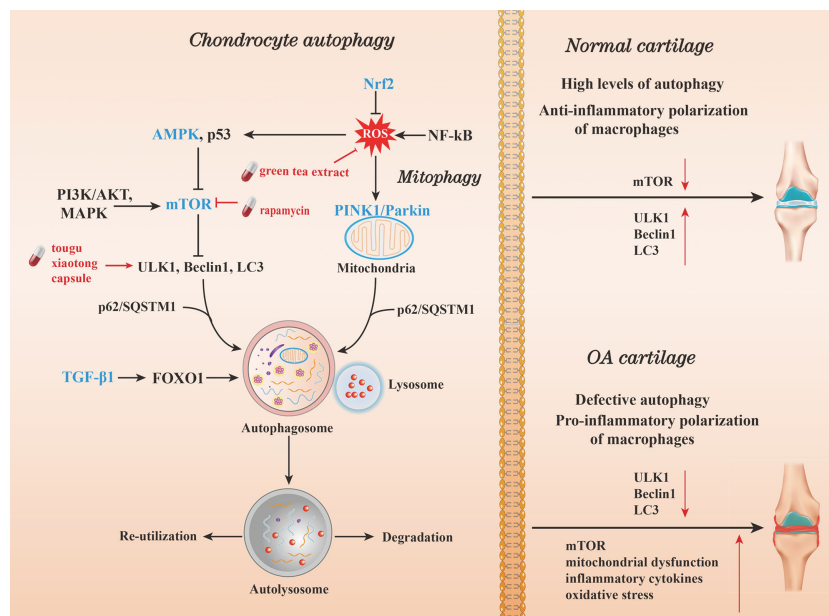 Chondrocyte autophagy
Nrf2
AMPK, p53
ROS
NF-kB
green tea extract
Mitophagy
PI3K/AKT,
MAPK
mTOR
rapamycin
PINK1/Parkin
tougu
xiaotong
capsule
ULK1, Beclin1, LC3
Mitochondria
p62/SQSTM1
p62/SQSTM1
TGF-β1
FOXO1
Lysosome
Autophagosome
Re-utilization
Degradation
Autolysosome
Normal cartilage
High levels of autophagy
Anti-inflammatory polarization
of macrophages
mTOR
ULK1
Beclin1
LC3
OA cartilage
Defective autophagy
Pro-inflammatory polarization
of macrophages
ULK1
Beclin1
LC3
mTOR
mitochondrial dysfunction
inflammatory cytokines
oxidative stress